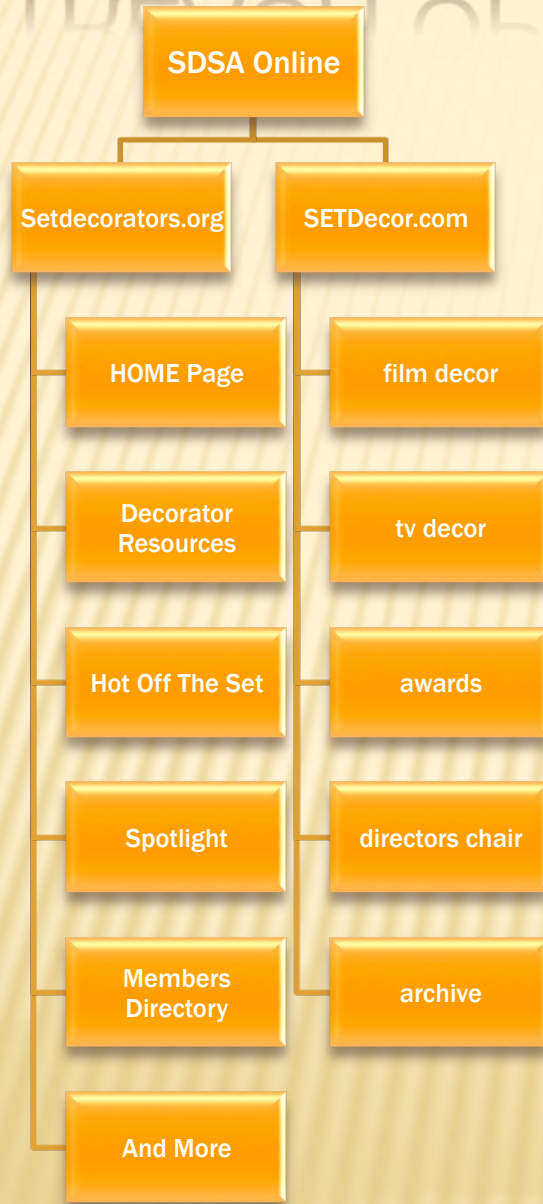 SDSA Online
Setdecorators.org
SETDecor.com
HOME Page
Decorator
Resources
Hot Off The Set
Spotlight
Members
Directory
And More
film decor
tv decor
awards
directors chair
archive